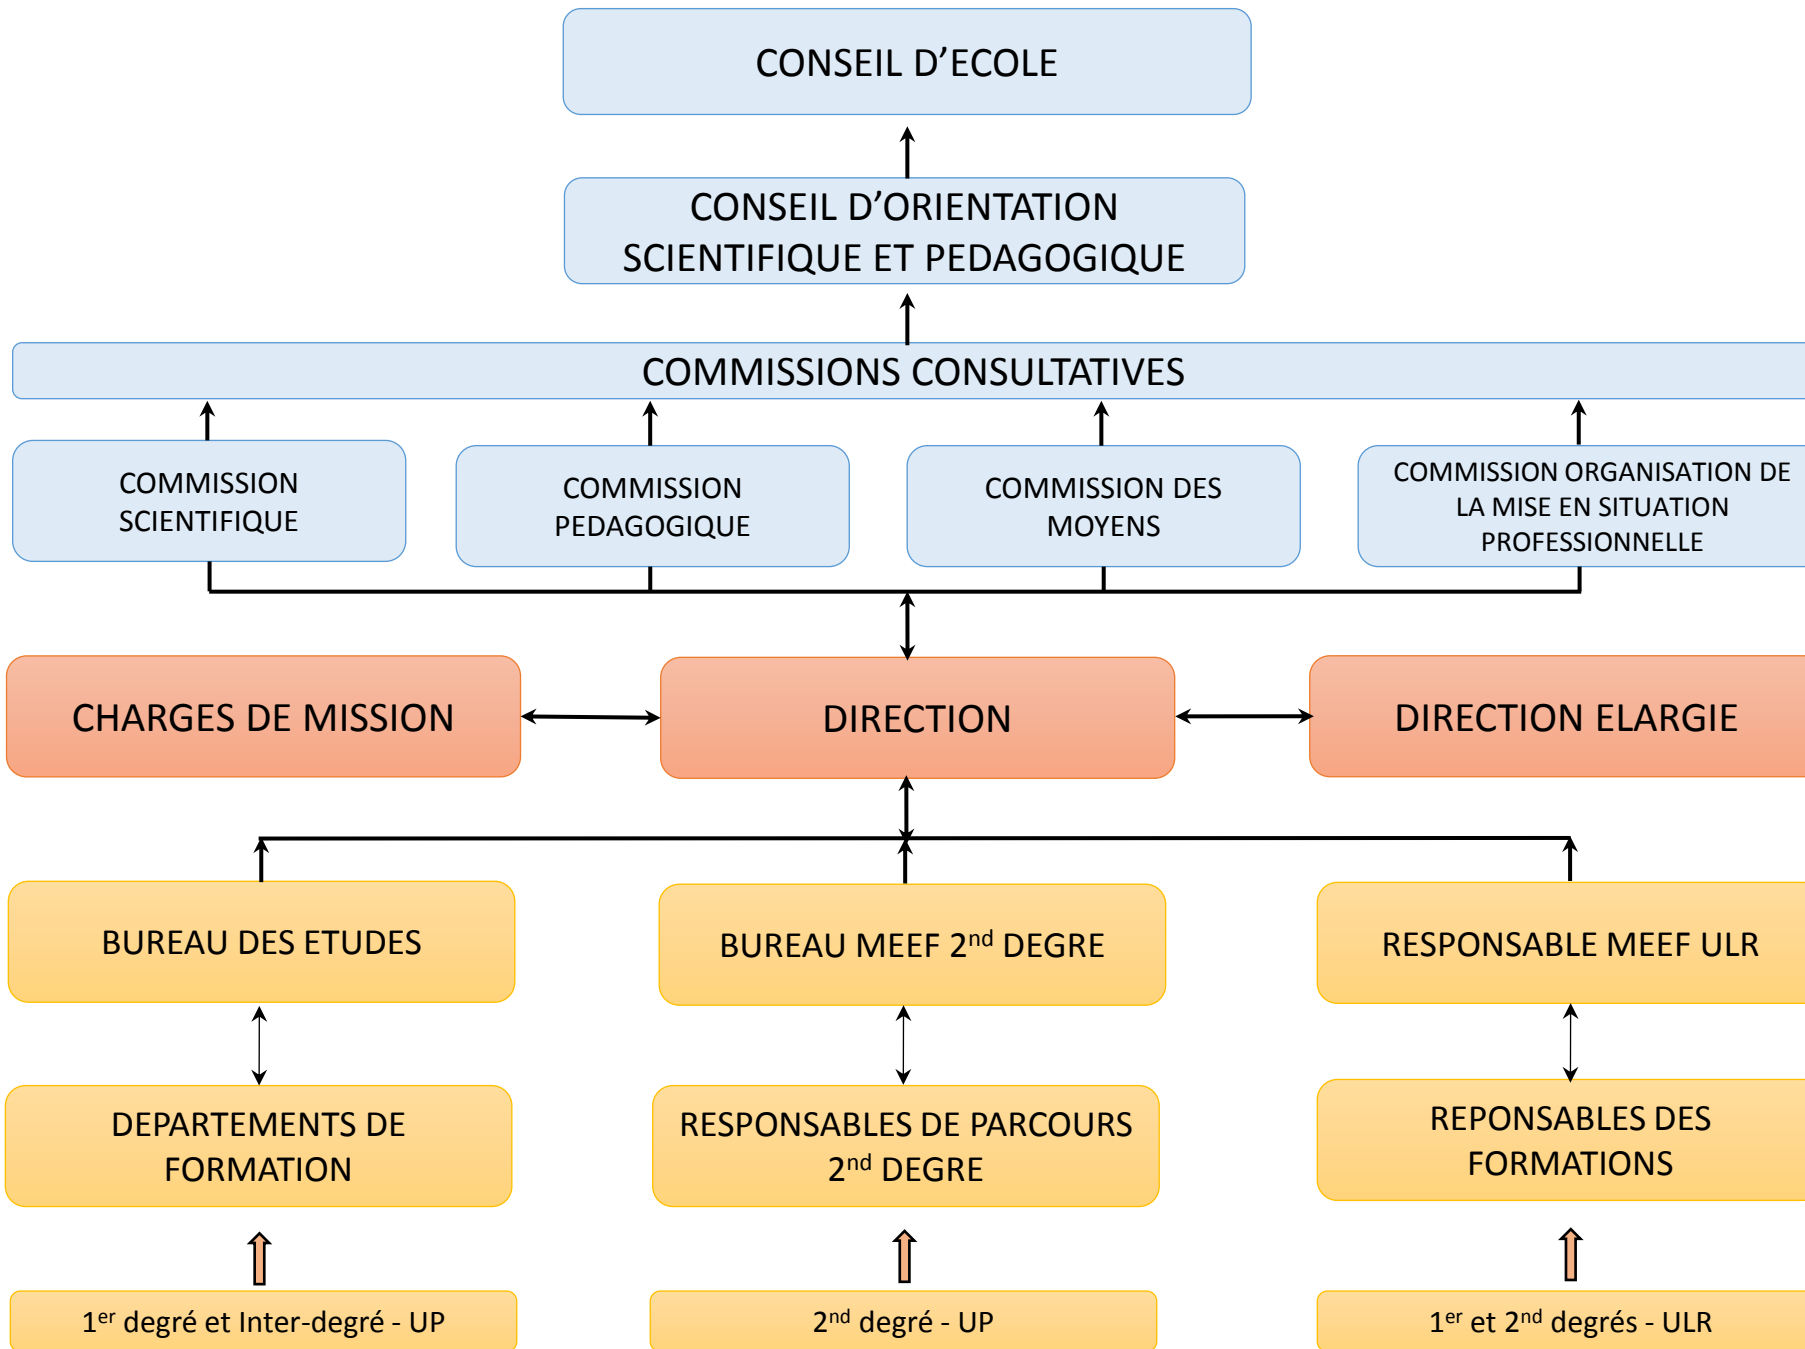 CONSEIL D’ECOLE
CONSEIL D’ORIENTATION
SCIENTIFIQUE ET PEDAGOGIQUE
COMMISSIONS CONSULTATIVES
COMMISSION
SCIENTIFIQUE
COMMISSION
PEDAGOGIQUE
COMMISSION DES
MOYENS
COMMISSION ORGANISATION DE
LA MISE EN SITUATION
PROFESSIONNELLE
CHARGES DE MISSION
DIRECTION
DIRECTION ELARGIE
BUREAU DES ETUDES
BUREAU MEEF 2nd DEGRE
RESPONSABLE MEEF ULR
DEPARTEMENTS DE
FORMATION
RESPONSABLES DE PARCOURS
2nd DEGRE
REPONSABLES DES
FORMATIONS
1er degré et Inter-degré - UP
2nd degré - UP
1er et 2nd degrés - ULR